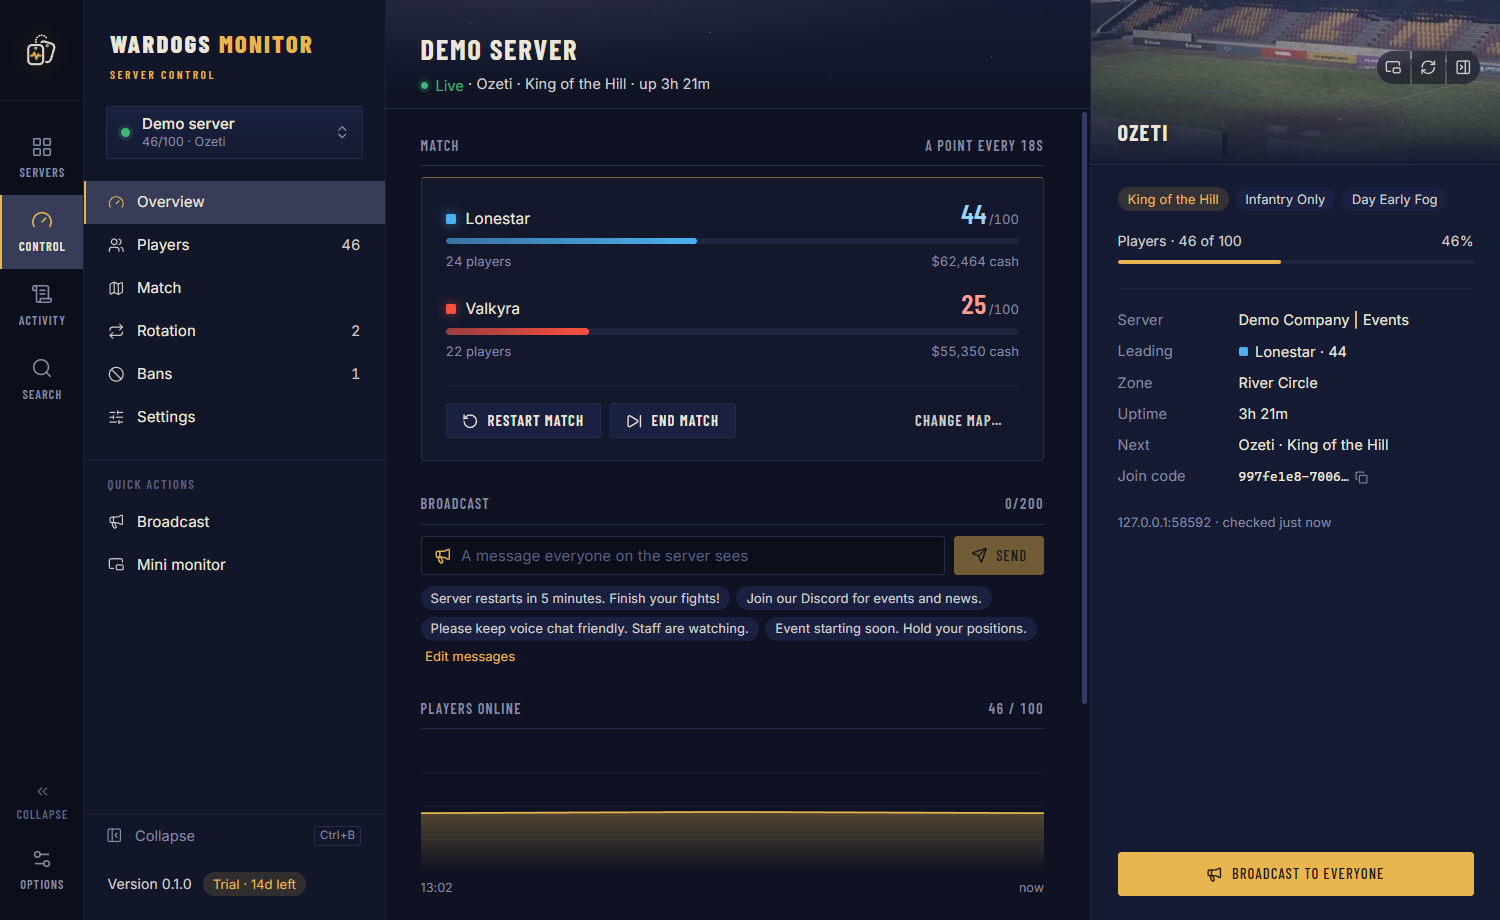 WARDOGS MONITOR
SERVER CONTROL
Demo server
46/100 · Ozeti
SERVERS
CONTROL
ACTIVITY
SEARCH
COLLAPSE
OPTIONS
Overview
Players 46
Match
Rotation 2
Bans 1
Settings
QUICK ACTIONS
Broadcast
Mini monitor
Collapse Ctrl+B
Version 0.1.0 Trial · 14d left
DEMO SERVER
Live · Ozeti · King of the Hill · up 3h 21m
MATCH A POINT EVERY 18S
Lonestar 44/100
24 players $62,464 cash
Valkyra 25/100
22 players $55,350 cash
RESTART MATCH END MATCH CHANGE MAP...
BROADCAST 0/200
A message everyone on the server sees SEND
Server restarts in 5 minutes. Finish your fights! Join our Discord for events and news.
Please keep voice chat friendly. Staff are watching. Event starting soon. Hold your positions.
Edit messages
PLAYERS ONLINE 46 / 100
13:02 now
OZETI
King of the Hill Infantry Only Day Early Fog
Players · 46 of 100 46%
Server Demo Company | Events
Leading Lonestar · 44
Zone River Circle
Uptime 3h 21m
Next Ozeti · King of the Hill
Join code 997fe1e8-7006…
127.0.0.1:58592 · checked just now
BROADCAST TO EVERYONE